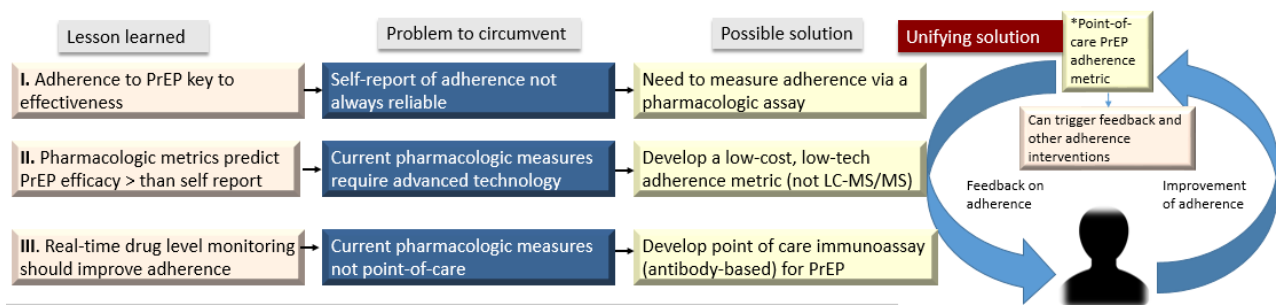 Lesson learned
Problem to circumvent
Possible solution
Unifying solution
*Point-of-
care PrEP
adherence
metric
I. Adherence to PrEP key to
effectiveness
Self-report of adherence not
always reliable
Need to measure adherence via a
pharmacologic assay
Can trigger feedback and
other adherence
interventions
II. Pharmacologic metrics predict
PrEP efficacy > than self report
Current pharmacologic measures
require advanced technology
Develop a low-cost, low-tech
adherence metric (not LC-MS/MS)
Feedback on
adherence
Improvement
of adherence
III. Real-time drug level monitoring
should improve adherence
Current pharmacologic measures
not point-of-care
Develop point of care immunoassay
(antibody-based) for PrEP